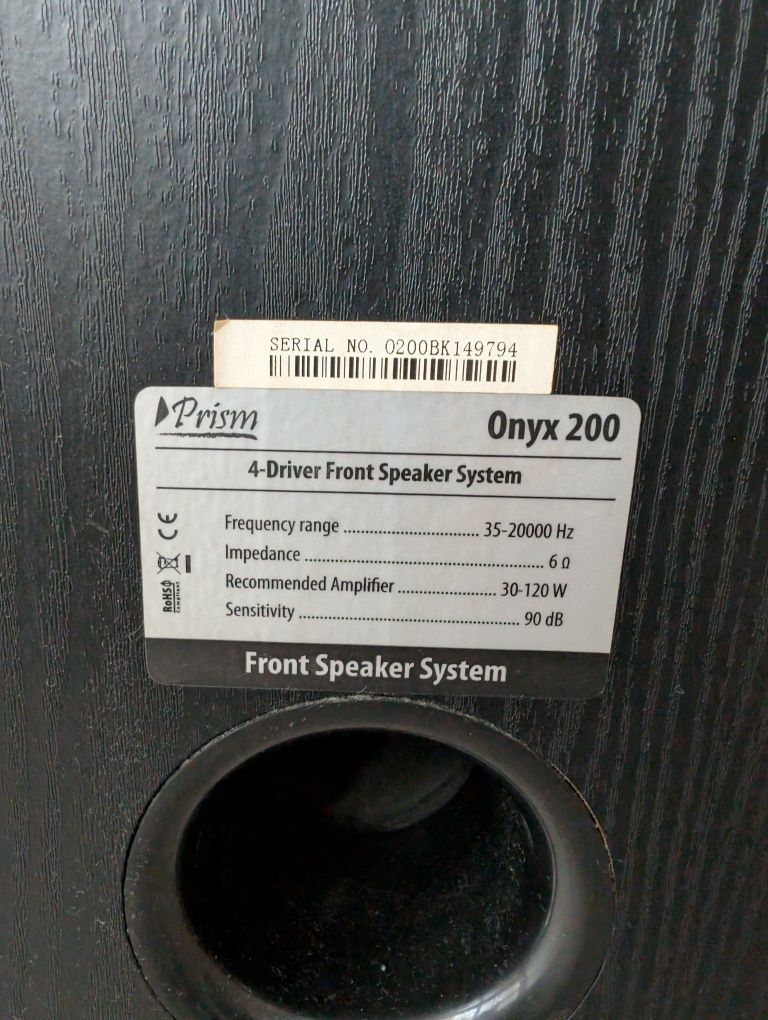 SERIAL NO. 0200BK149794
Prism
Onyx 200
4-Driver Front Speaker System
Frequency range ................................ 35-20000 Hz
Impedance ......................................................... 6 Ω
Recommended Amplifier ....................... 30-120 W
Sensitivity ..................................................... 90 dB
CE
RoHS
Compliant
Front Speaker System